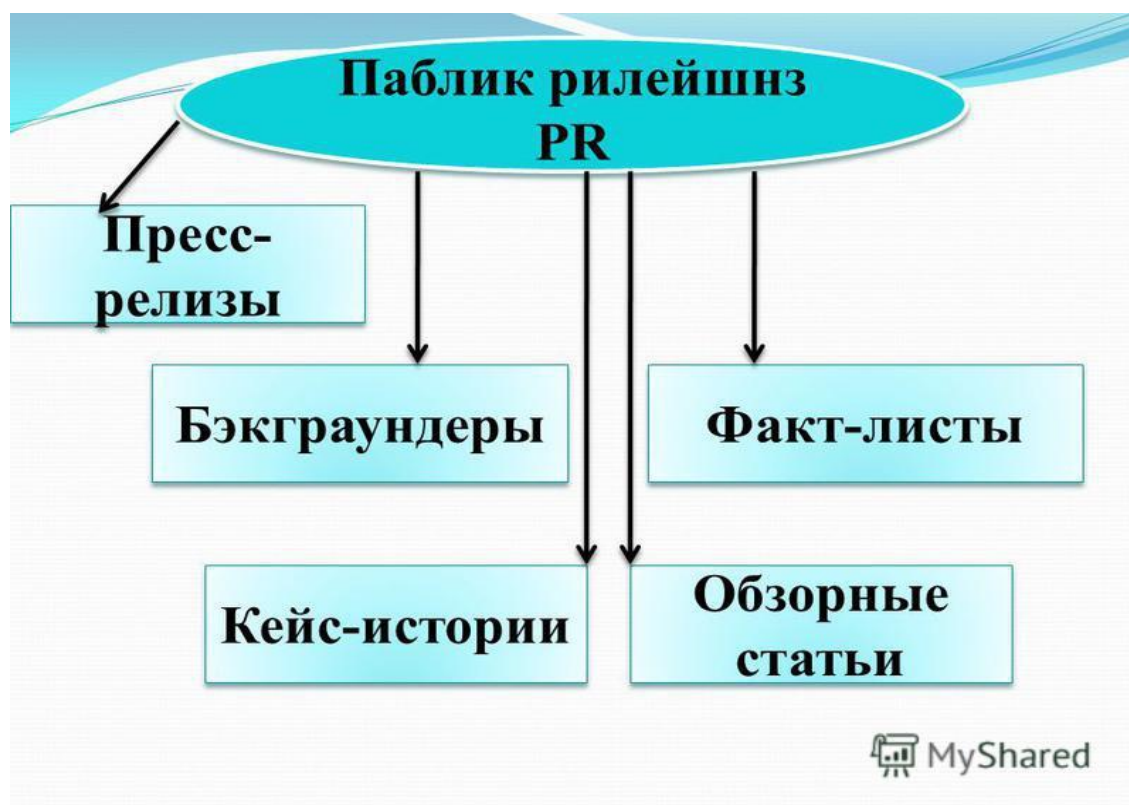 Паблик рилейшнз
PR
Пресс-
релизы
Бэкграундеры
Факт-листы
Кейс-истории
Обзорные
статьи
MyShared